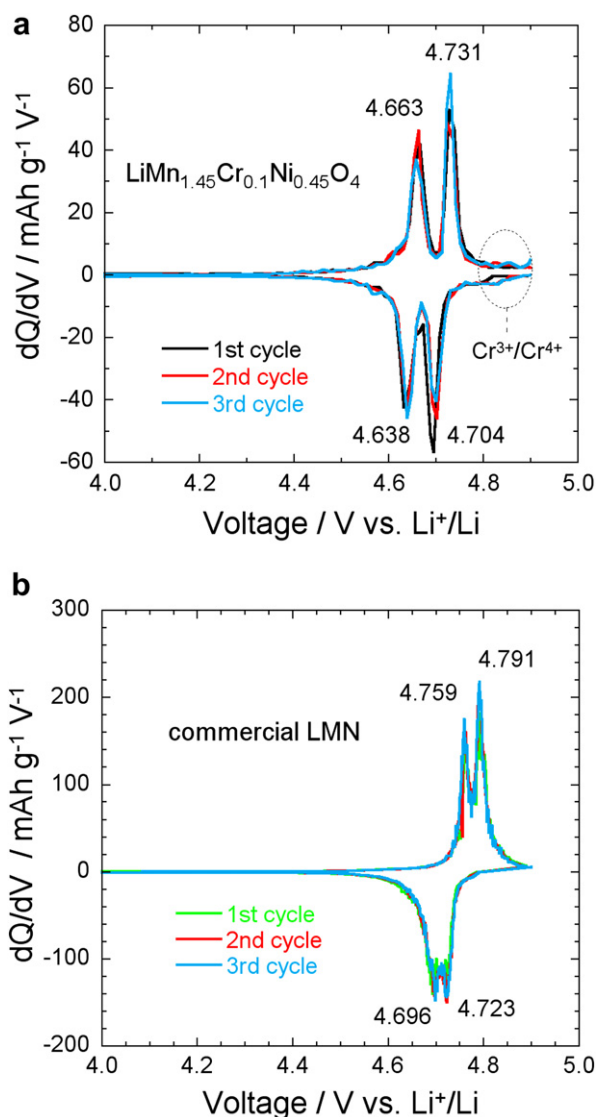 a
80
60
40
20
0
-20
-40
-60
dQ/dV / mAh g⁻¹ V⁻¹
4.731
4.663
LiMn₁.₄₅Cr₀.₁Ni₀.₄₅O₄
1st cycle
2nd cycle
3rd cycle
Cr³⁺/Cr⁴⁺
4.638
4.704
4.0 4.2 4.4 4.6 4.8 5.0
Voltage / V vs. Li⁺/Li
b
300
200
100
0
-100
-200
dQ/dV / mAh g⁻¹ V⁻¹
4.791
4.759
commercial LMN
1st cycle
2nd cycle
3rd cycle
4.696
4.723
4.0 4.2 4.4 4.6 4.8 5.0
Voltage / V vs. Li⁺/Li